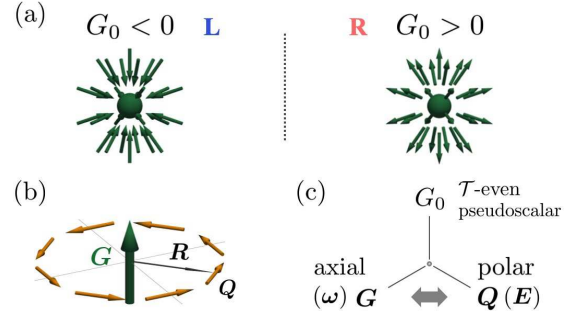 (a)
G₀ < 0 L
R G₀ > 0
(b)
G
R
Q
(c)
G₀
𝒯-even
pseudoscalar
axial
(ω) G
polar
Q (E)